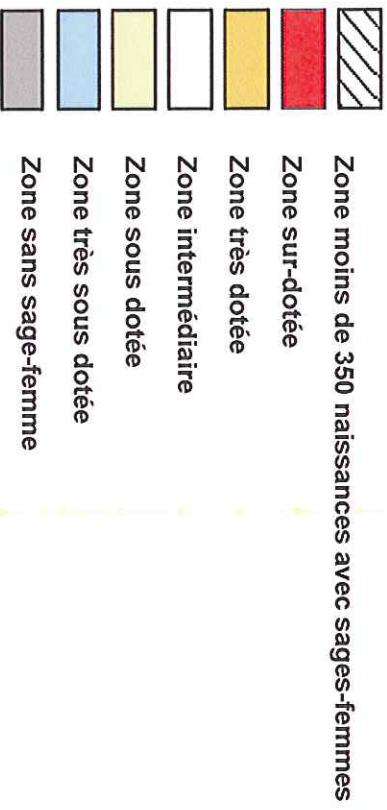 Zone moins de 350 naissances avec sages-femmes
Zone sur-dotée
Zone très dotée
Zone intermédiaire
Zone sous dotée
Zone très sous dotée
Zone sans sage-femme